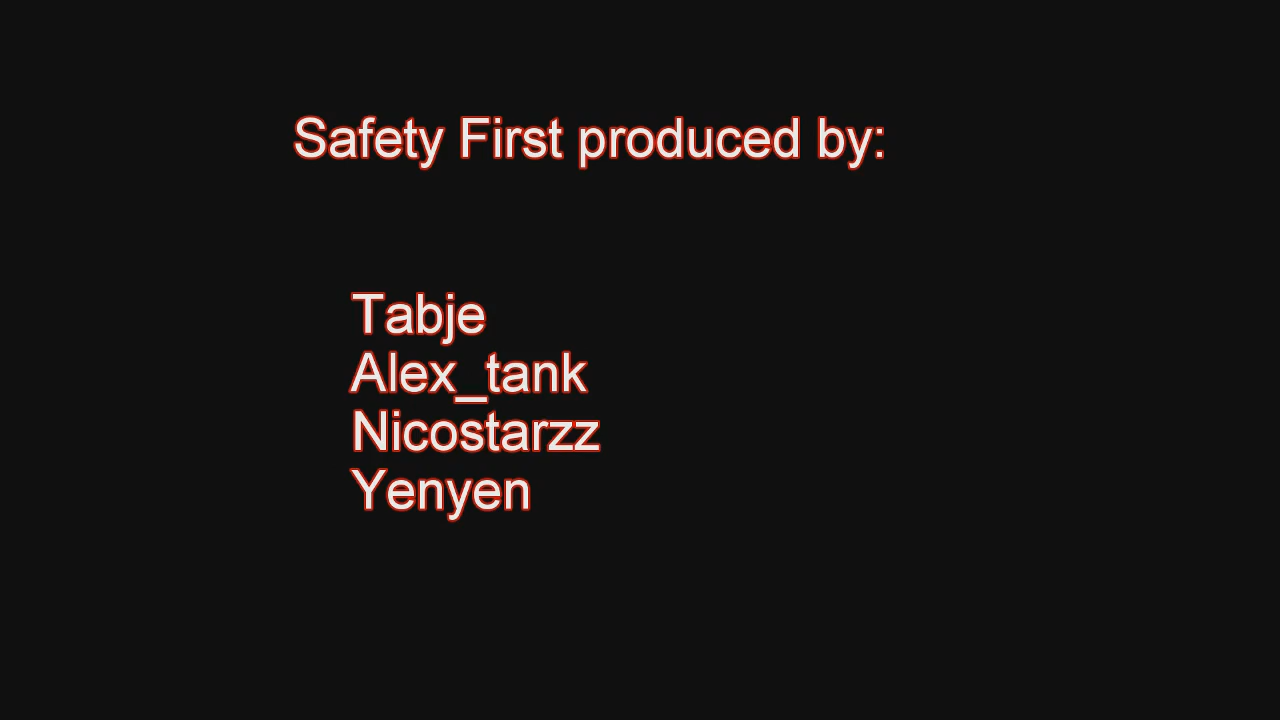 Safety First produced by:
Tabje
Alex_tank
Nicostarzz
Yenyen